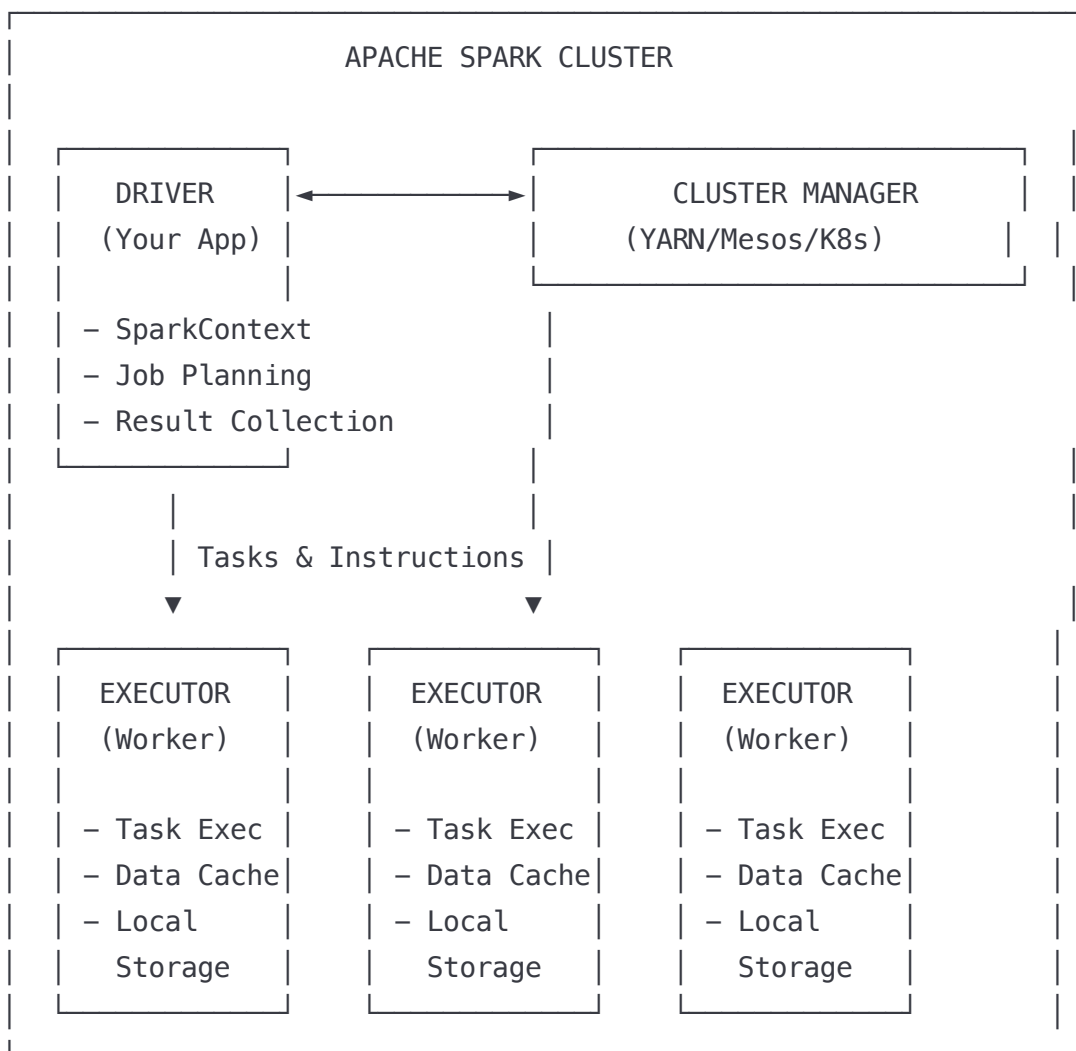 APACHE SPARK CLUSTER
DRIVER CLUSTER MANAGER
(Your App) (YARN/Mesos/K8s)
- SparkContext
- Job Planning
- Result Collection
Tasks & Instructions
EXECUTOR EXECUTOR EXECUTOR
(Worker) (Worker) (Worker)
- Task Exec - Task Exec - Task Exec
- Data Cache - Data Cache - Data Cache
- Local - Local - Local
Storage Storage Storage